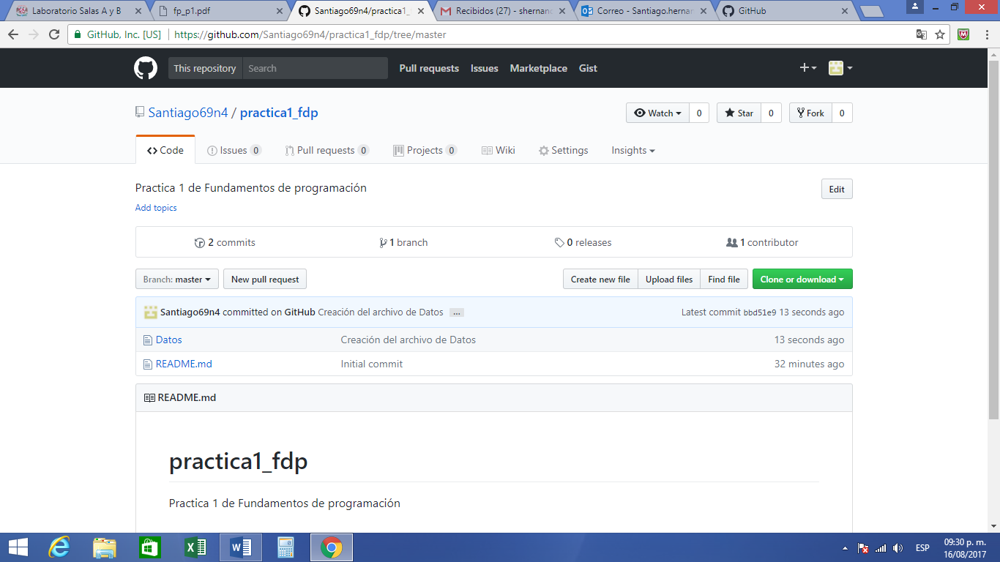 Laboratorio Salas A y B
fp_p1.pdf
Santiago69n4/practica1_
Recibidos (27) - shernand
Correo - Santiago.hernan
GitHub
GitHub, Inc. [US] https://github.com/Santiago69n4/practica1_fdp/tree/master
This repository Search Pull requests Issues Marketplace Gist
Santiago69n4 / practica1_fdp
Watch 0 Star 0 Fork 0
Code Issues 0 Pull requests 0 Projects 0 Wiki Settings Insights
Practica 1 de Fundamentos de programación
Edit
Add topics
2 commits 1 branch 0 releases 1 contributor
Branch: master New pull request Create new file Upload files Find file Clone or download
Santiago69n4 committed on GitHub Creación del archivo de Datos ... Latest commit bbd51e9 13 seconds ago
Datos Creación del archivo de Datos 13 seconds ago
README.md Initial commit 32 minutes ago
README.md
practica1_fdp
Practica 1 de Fundamentos de programación
ESP
09:30 p. m.
16/08/2017